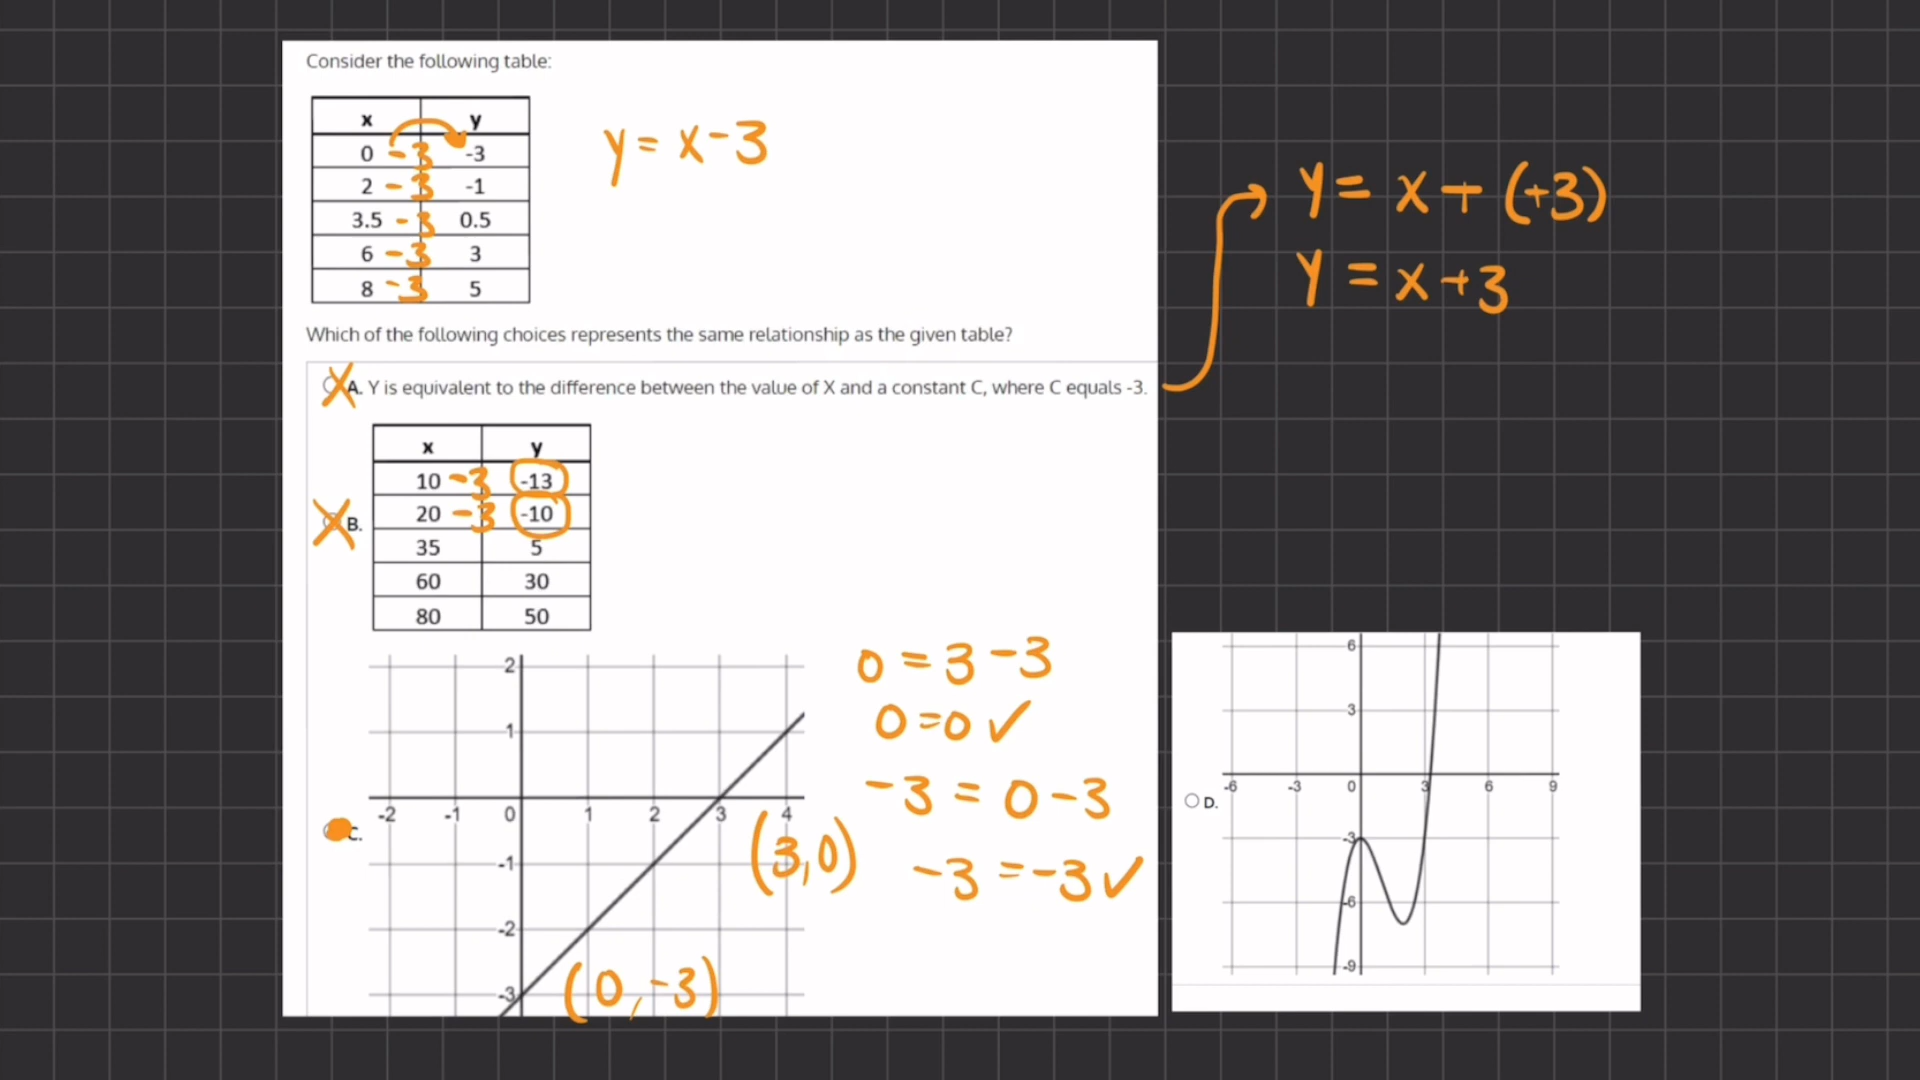 Consider the following table:
x y
0 -3 -3
2 -3 -1
3.5 -3 0.5
6 -3 3
8 -3 5
y = x - 3
y = x + (+3)
y = x + 3
Which of the following choices represents the same relationship as the given table?
A. Y is equivalent to the difference between the value of X and a constant C, where C equals -3.
B.
x y
10 -3 -13
20 -3 -10
35 5
60 30
80 50
C.
2
1
-2 -1 0 1 2 3 4
-1
-2
-3
(3,0)
(0,-3)
0 = 3 - 3
0 = 0 ✓
-3 = 0 - 3
-3 = -3 ✓
D.
6
3
-6 -3 0 3 6 9
-3
-6
-9